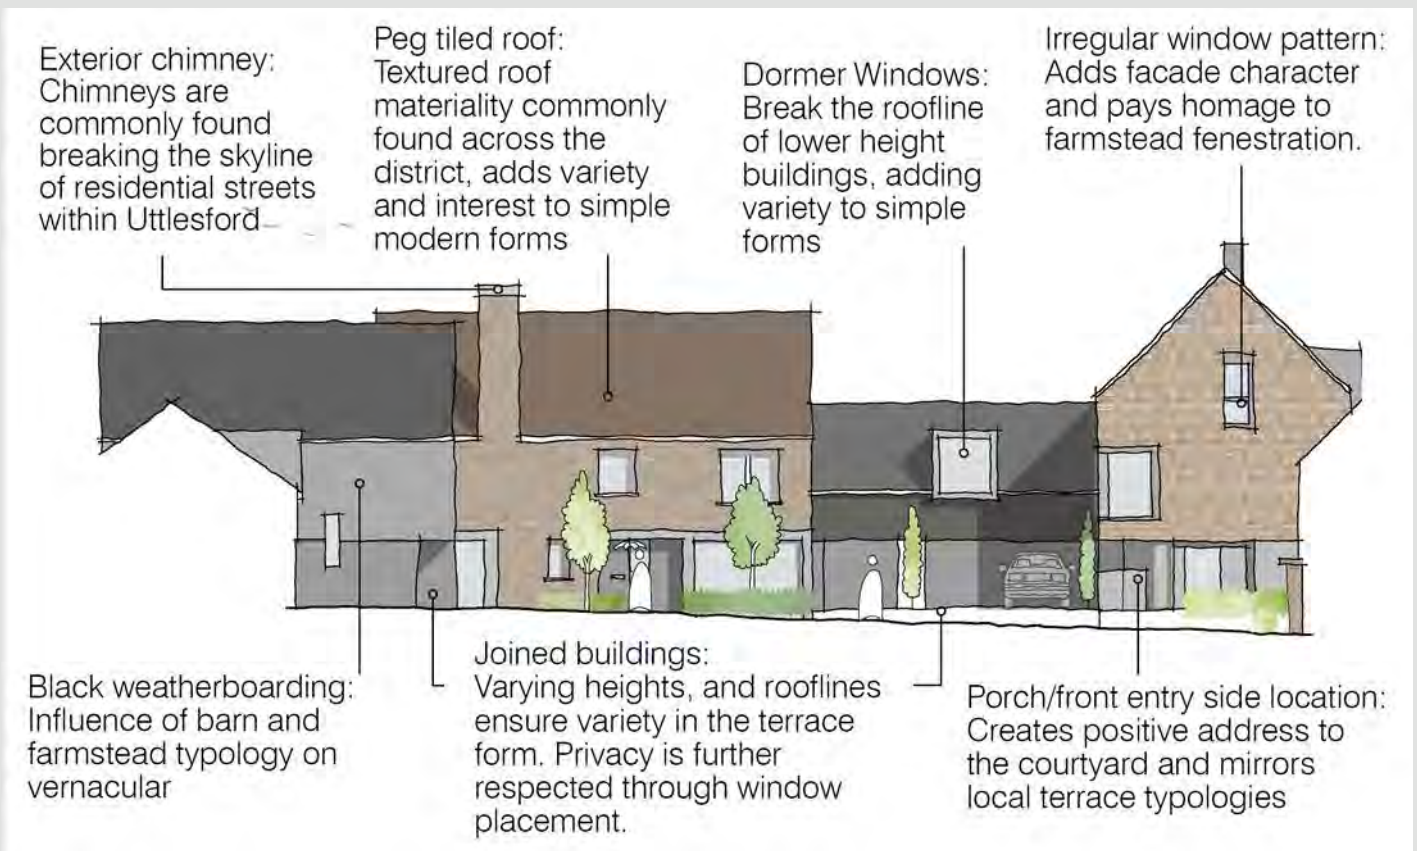 Exterior chimney:
Chimneys are
commonly found
breaking the skyline
of residential streets
within Uttlesford
Peg tiled roof:
Textured roof
materiality commonly
found across the
district, adds variety
and interest to simple
modern forms
Dormer Windows:
Break the roofline
of lower height
buildings, adding
variety to simple
forms
Irregular window pattern:
Adds facade character
and pays homage to
farmstead fenestration.
Black weatherboarding:
Influence of barn and
farmstead typology on
vernacular
Joined buildings:
Varying heights, and rooflines
ensure variety in the terrace
form. Privacy is further
respected through window
placement.
Porch/front entry side location:
Creates positive address to
the courtyard and mirrors
local terrace typologies